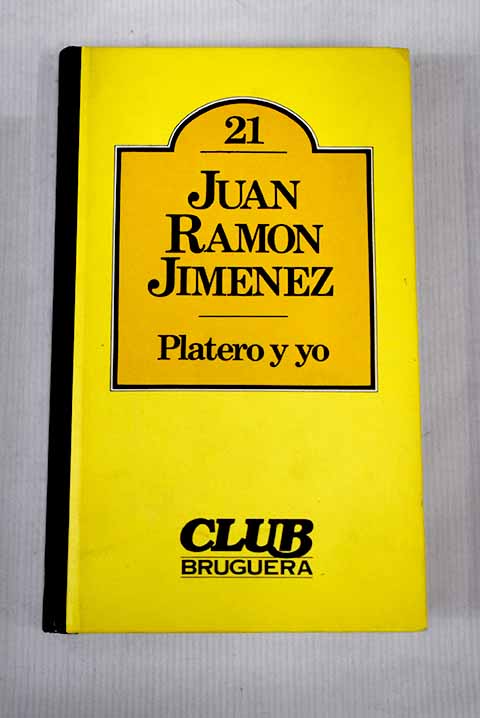 21
JUAN
RAMON
JIMENEZ
Platero y yo
CLUB
BRUGUERA